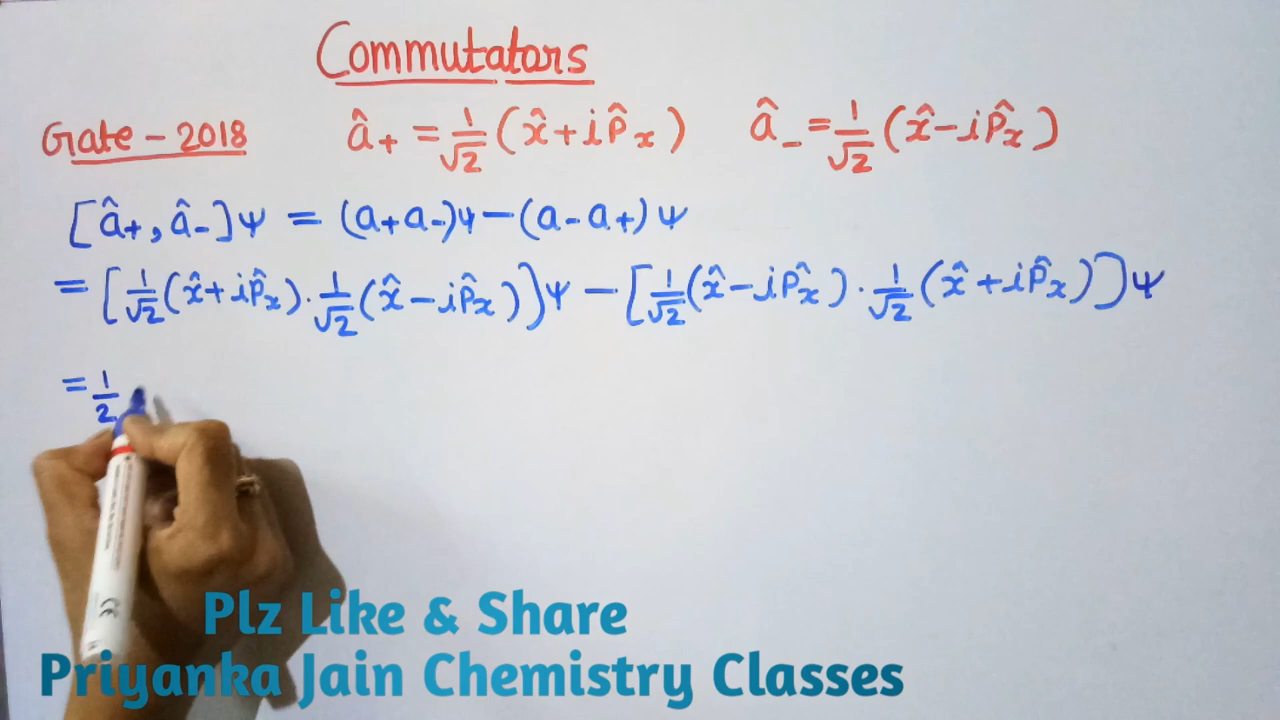 Commutators
Gate - 2018 â₊ = 1/√2 (x̂ + i p̂ₓ) â₋ = 1/√2 (x̂ - i p̂ₓ)
[â₊, â₋]ψ = (a₊a₋)ψ - (a₋a₊)ψ
= [1/√2 (x̂ + i p̂ₓ) · 1/√2 (x̂ - i p̂ₓ)]ψ - [1/√2 (x̂ - i p̂ₓ) · 1/√2 (x̂ + i p̂ₓ)]ψ
= 1/2
Plz Like & Share
Priyanka Jain Chemistry Classes